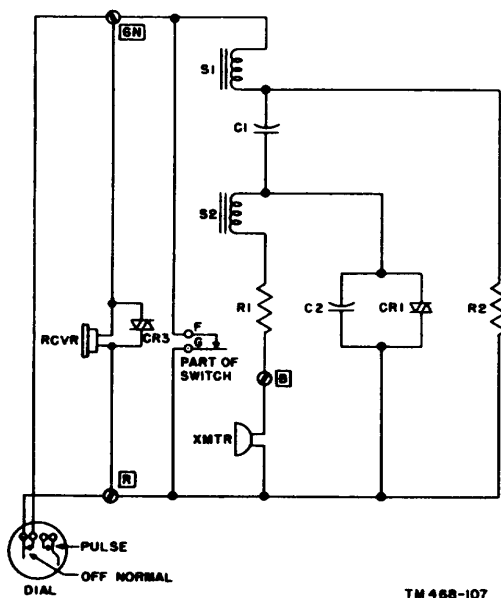 GN
S1
C1
S2
R1
C2
CR1
R2
RCVR
CR3
F
G
PART OF
SWITCH
B
XMTR
R
PULSE
OFF NORMAL
DIAL
TM 468-107